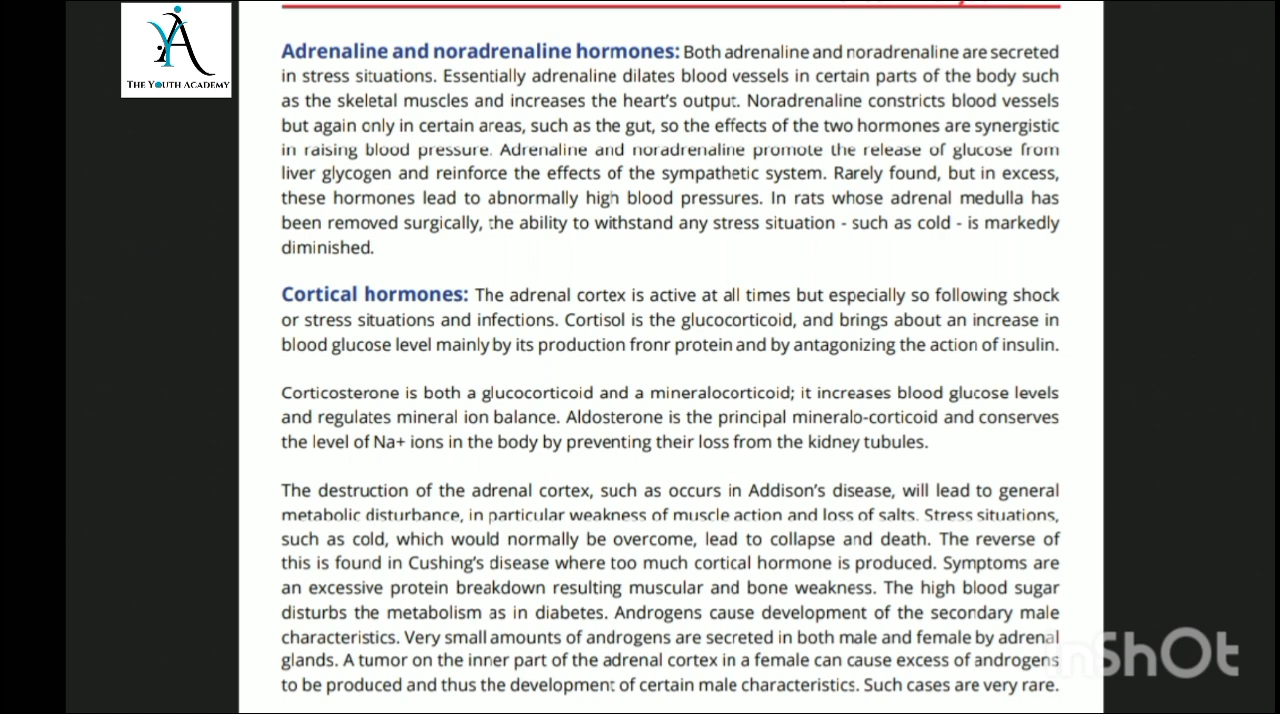 THE YOUTH ACADEMY
Adrenaline and noradrenaline hormones: Both adrenaline and noradrenaline are secreted
in stress situations. Essentially adrenaline dilates blood vessels in certain parts of the body such
as the skeletal muscles and increases the heart's output. Noradrenaline constricts blood vessels
but again only in certain areas, such as the gut, so the effects of the two hormones are synergistic
in raising blood pressure. Adrenaline and noradrenaline promote the release of glucose from
liver glycogen and reinforce the effects of the sympathetic system. Rarely found, but in excess,
these hormones lead to abnormally high blood pressures. In rats whose adrenal medulla has
been removed surgically, the ability to withstand any stress situation - such as cold - is markedly
diminished.
Cortical hormones: The adrenal cortex is active at all times but especially so following shock
or stress situations and infections. Cortisol is the glucocorticoid, and brings about an increase in
blood glucose level mainly by its production fronr protein and by antagonizing the action of insulin.
Corticosterone is both a glucocorticoid and a mineralocorticoid; it increases blood glucose levels
and regulates mineral ion balance. Aldosterone is the principal mineralo-corticoid and conserves
the level of Na+ ions in the body by preventing their loss from the kidney tubules.
The destruction of the adrenal cortex, such as occurs in Addison's disease, will lead to general
metabolic disturbance, in particular weakness of muscle action and loss of salts. Stress situations,
such as cold, which would normally be overcome, lead to collapse and death. The reverse of
this is found in Cushing's disease where too much cortical hormone is produced. Symptoms are
an excessive protein breakdown resulting muscular and bone weakness. The high blood sugar
disturbs the metabolism as in diabetes. Androgens cause development of the secondary male
characteristics. Very small amounts of androgens are secreted in both male and female by adrenal
glands. A tumor on the inner part of the adrenal cortex in a female can cause excess of androgens
to be produced and thus the development of certain male characteristics. Such cases are very rare.
InShOt